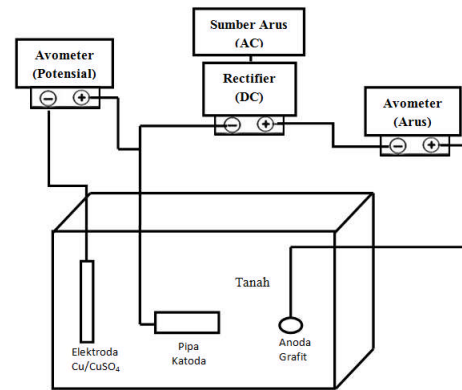 Sumber Arus
(AC)
Avometer
(Potensial)
Rectifier
(DC)
Avometer
(Arus)
− +
− +
− +
Tanah
Elektroda
Cu/CuSO₄
Pipa
Katoda
Anoda
Grafit